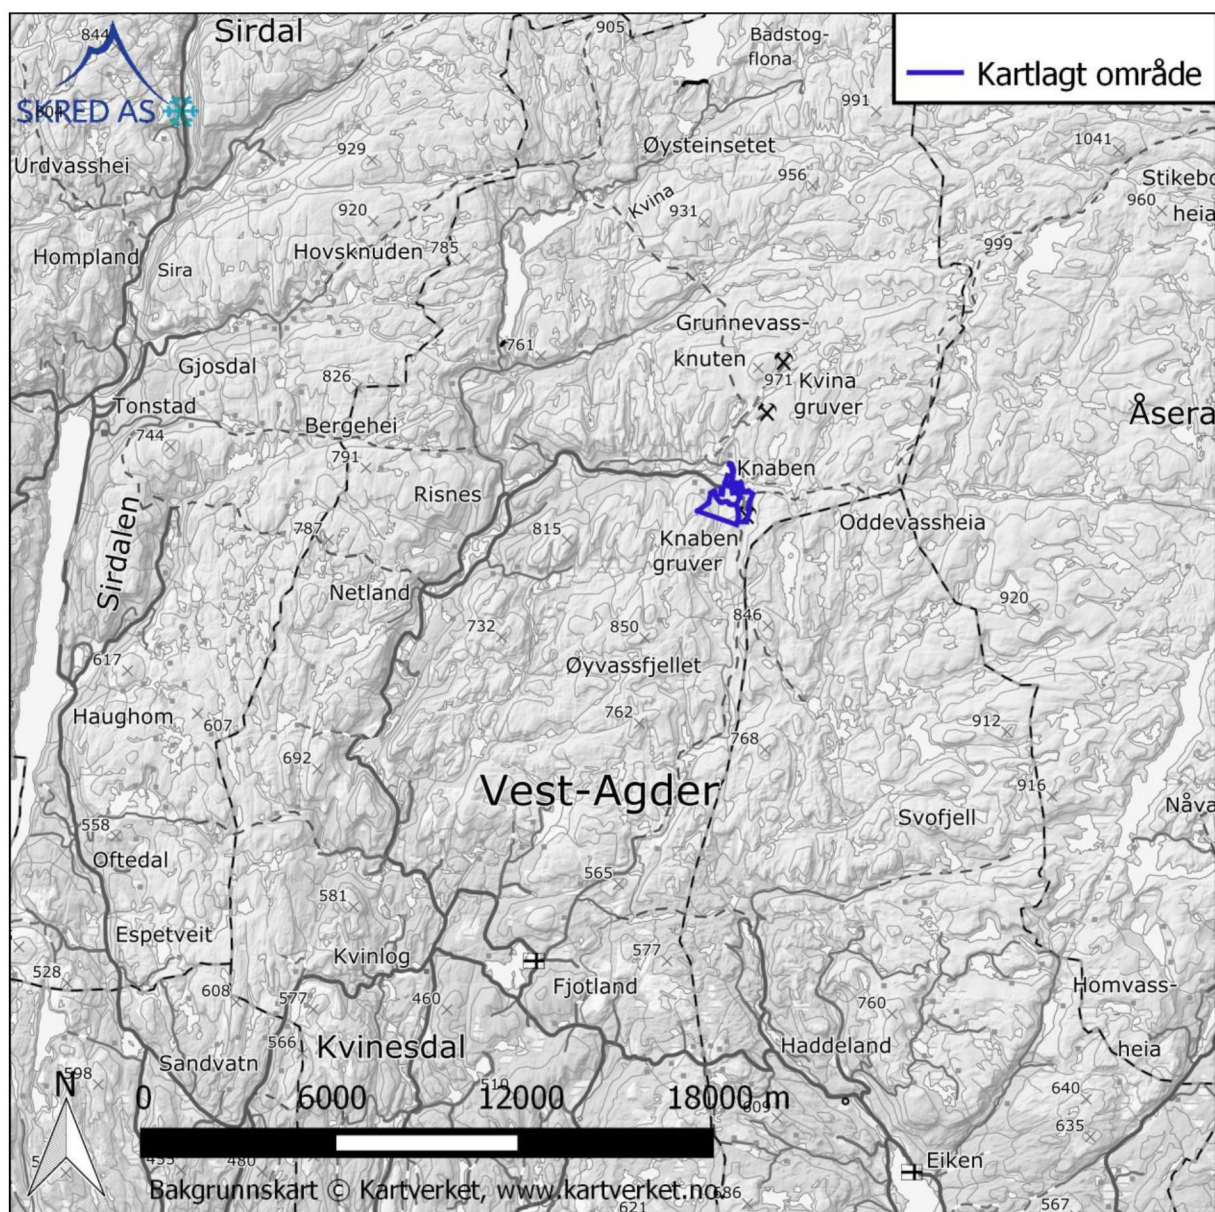 844
Sirdal
905
Bådstog-
flona
SKRED AS
Kartlagt område
991
Urdvasshei
929
Øysteinsetet
1041
956
Stikebo
heia
960
920
Kvina
931
Hompland
Sira
Hovsknuden
785
999
Grunnevass-
knuten
761
971
Kvina
gruver
Gjosdal
826
Tonstad
Bergehei
Åsera
744
791
Knaben
Risnes
Sirdalen
787
815
Knaben
gruver
Oddevassheia
Netland
732
850
846
920
617
Øyvassfjellet
Haughom
607
762
912
692
768
Vest-Agder
916
Nåva
558
Svofjell
Oftedal
565
581
Espetveit
Kvinlog
577
528
608
577
460
Fjotland
760
Homvass-
heia
566
Kvinesdal
Haddeland
Sandvatn
598
N
0
6000
510
12000
18000 m
609
640
635
480
Eiken
Bakgrunnskart © Kartverket, www.kartverket.no.
586
621
567